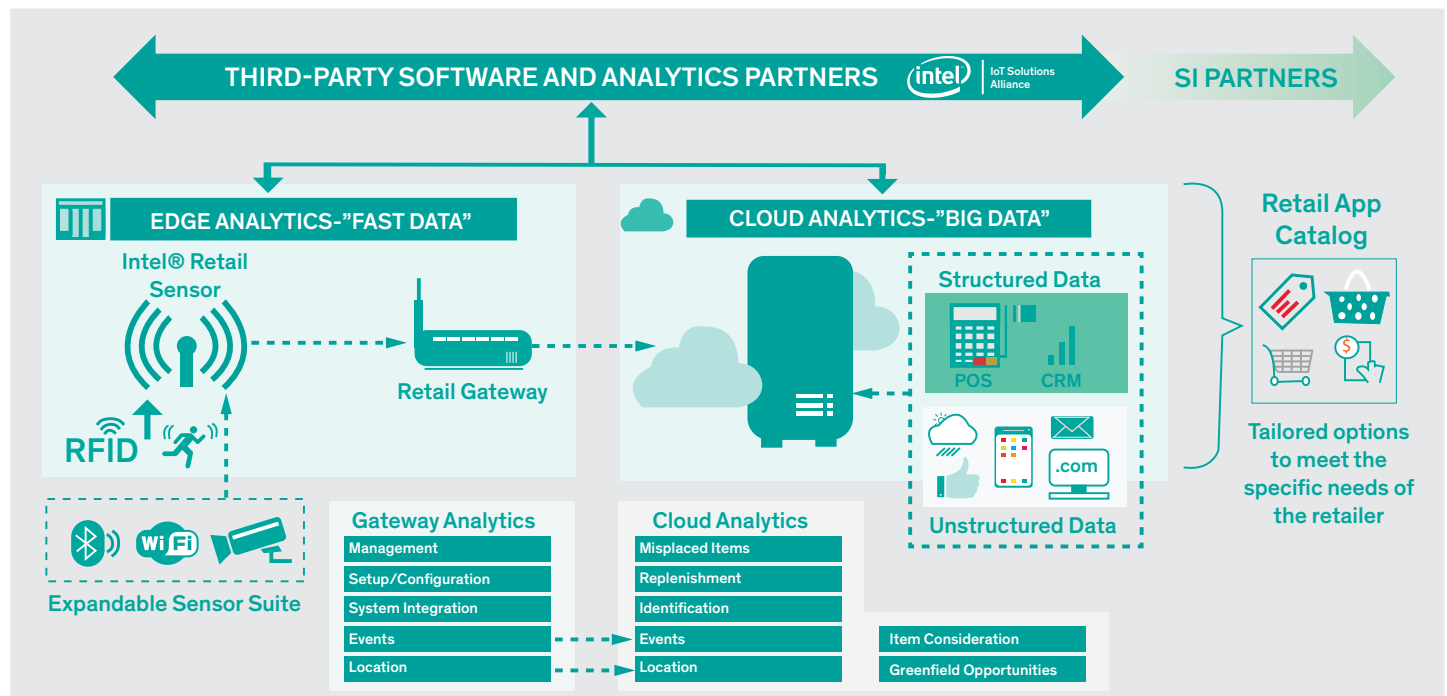 THIRD-PARTY SOFTWARE AND ANALYTICS PARTNERS
intel
IoT Solutions
Alliance
SI PARTNERS
EDGE ANALYTICS-”FAST DATA”
CLOUD ANALYTICS-”BIG DATA”
Intel® Retail
Sensor
Retail Gateway
RFID
Structured Data
POS
CRM
.com
Unstructured Data
Retail App
Catalog
$
Tailored options
to meet the
specific needs of
the retailer
WiFi
Expandable Sensor Suite
Gateway Analytics
Management
Setup/Configuration
System Integration
Events
Location
Cloud Analytics
Misplaced Items
Replenishment
Identification
Events
Location
Item Consideration
Greenfield Opportunities